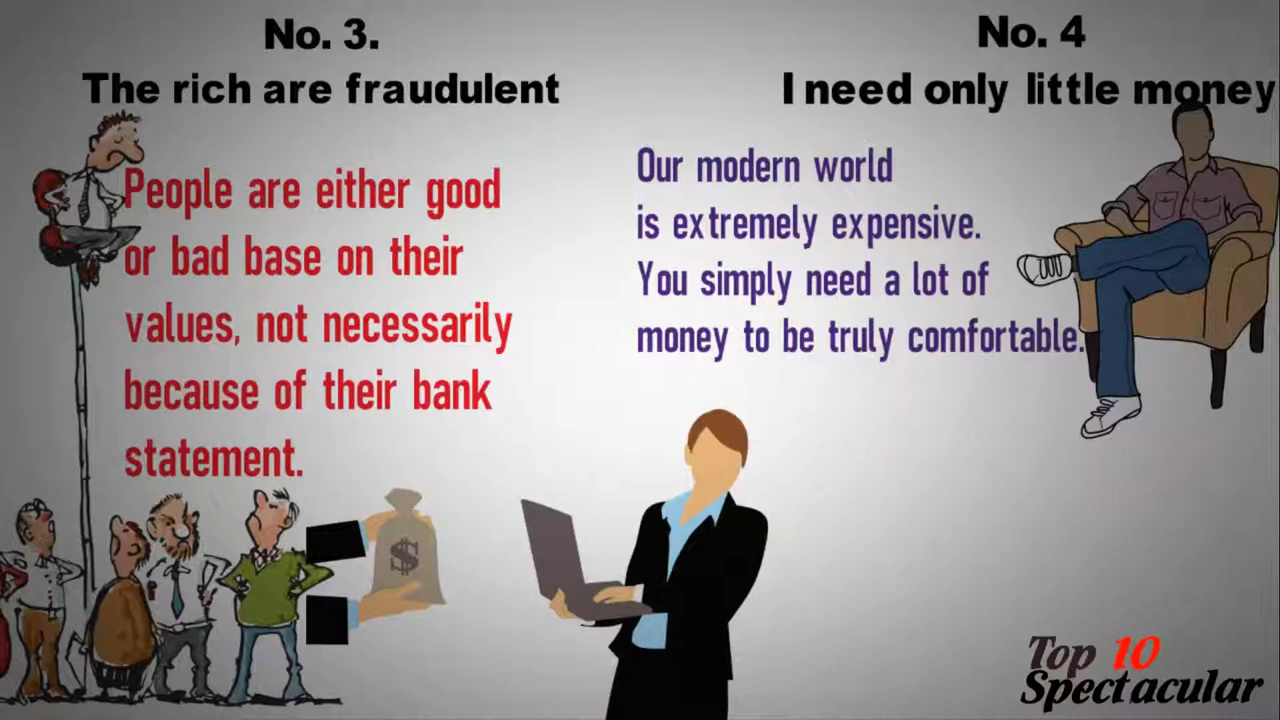 No. 3.
The rich are fraudulent
People are either good
or bad base on their
values, not necessarily
because of their bank
statement.
$
No. 4
I need only little money
Our modern world
is extremely expensive.
You simply need a lot of
money to be truly comfortable.
Top 10
Spectacular